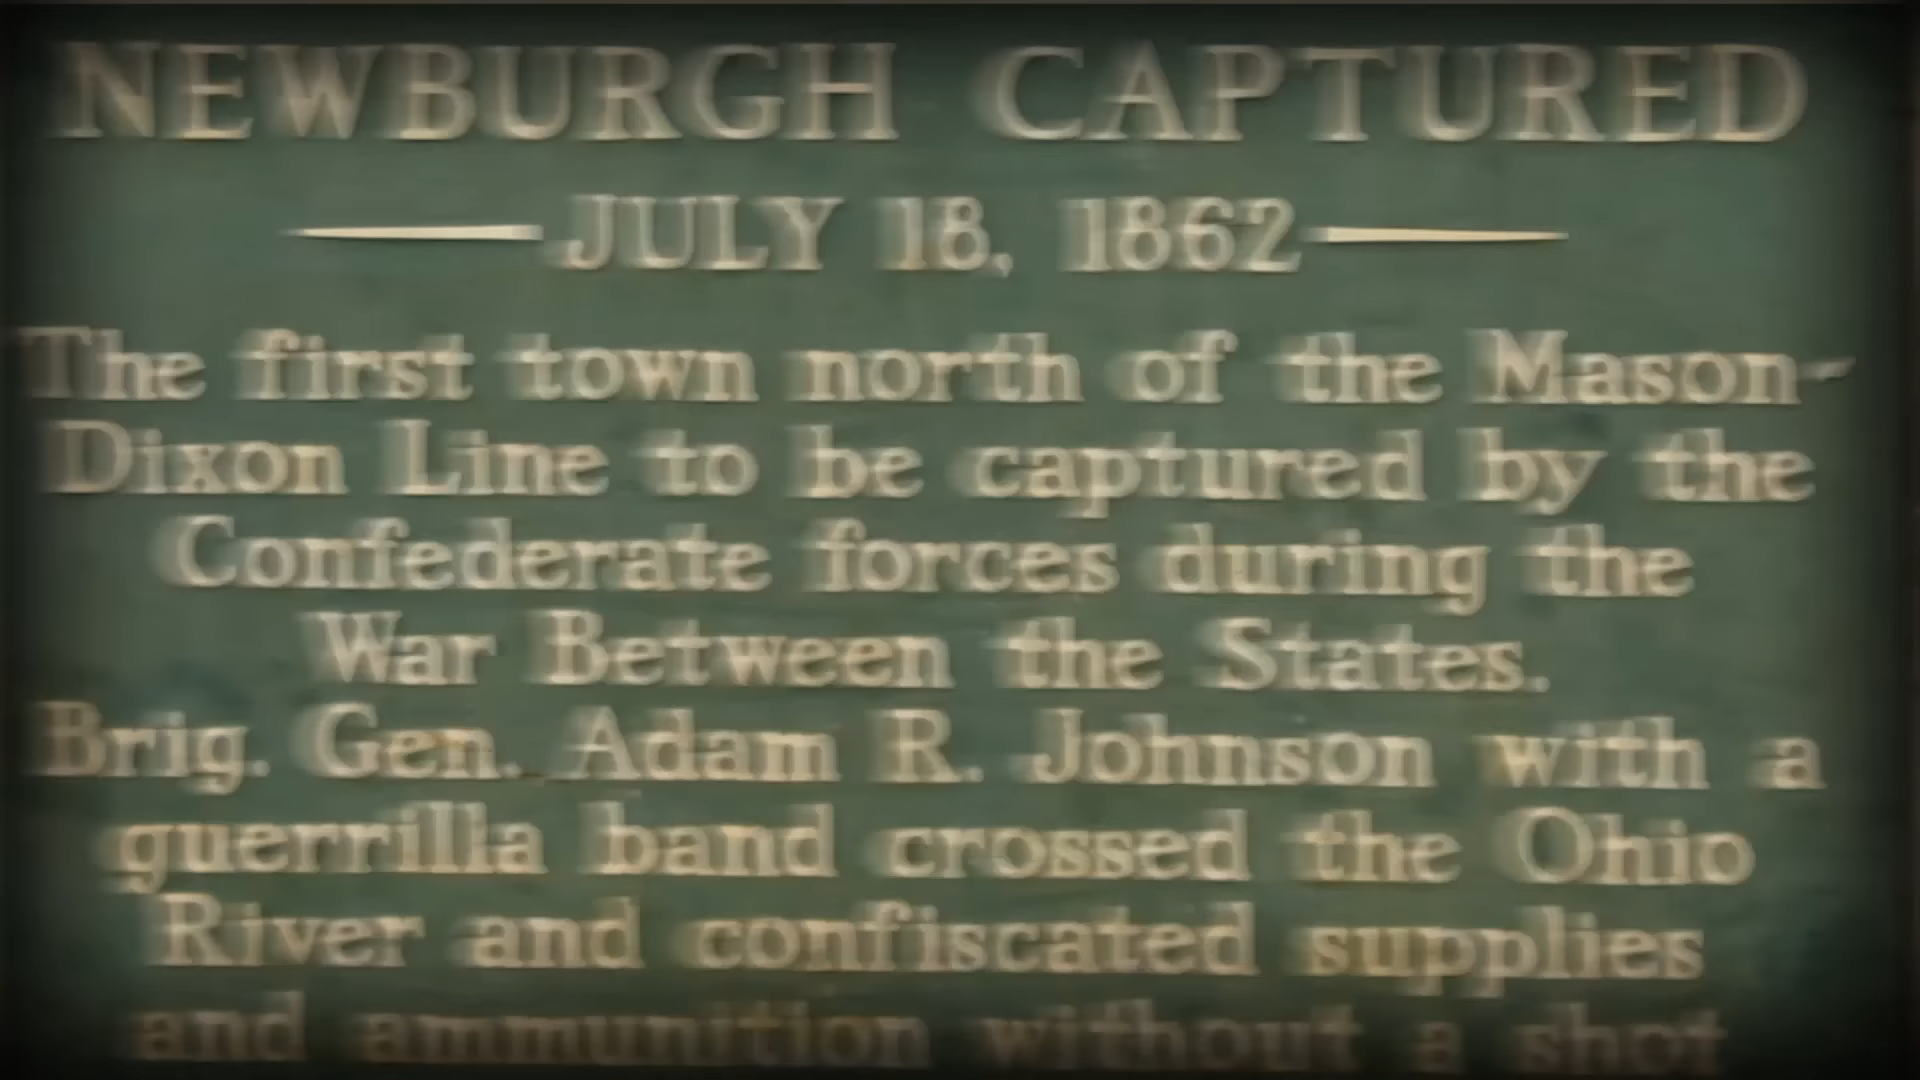 NEWBURGH CAPTURED
JULY 18, 1862
The first town north of the Mason-
Dixon Line to be captured by the
Confederate forces during the
War Between the States.
Brig. Gen. Adam R. Johnson with a
guerrilla band crossed the Ohio
River and confiscated supplies
and ammunition without a shot